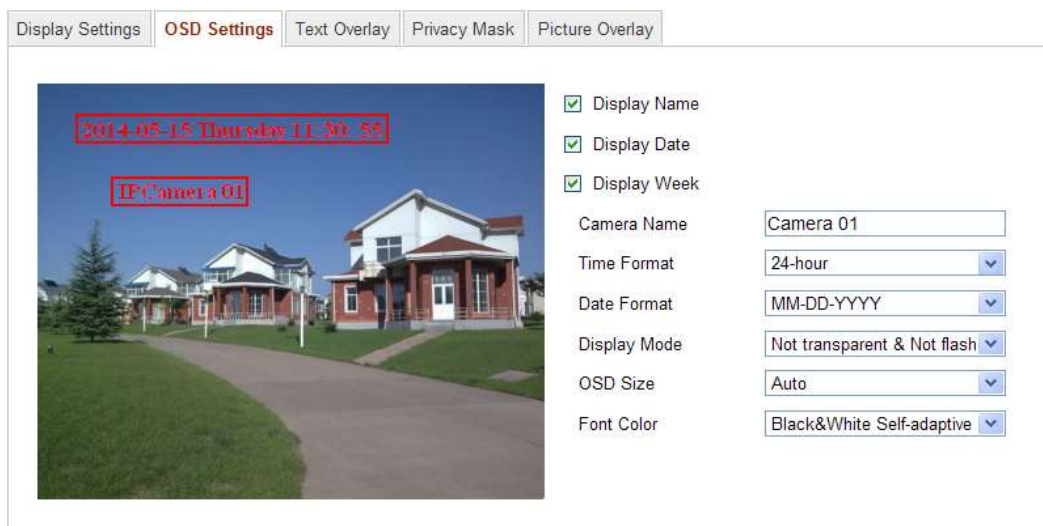 Display Settings OSD Settings Text Overlay Privacy Mask Picture Overlay
2014-05-15 Thursday 11:30:55
IPCamera 01
Display Name
Display Date
Display Week
Camera Name Camera 01
Time Format 24-hour
Date Format MM-DD-YYYY
Display Mode Not transparent & Not flash
OSD Size Auto
Font Color Black&White Self-adaptive